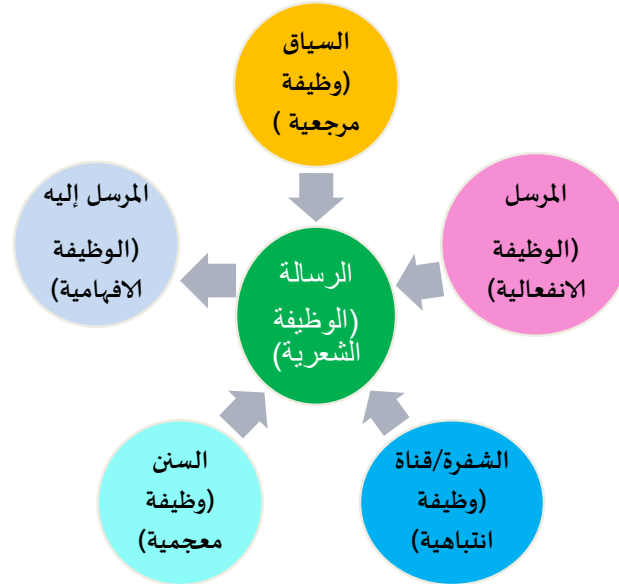 السياق
(وظيفة
مرجعية )
المرسل
(الوظيفة
الانفعالية)
المرسل إليه
(الوظيفة
الافهامية)
الرسالة
(الوظيفة
الشعرية)
الشفرة/قناة
(وظيفة
انتباهية)
السنن
(وظيفة
معجمية)